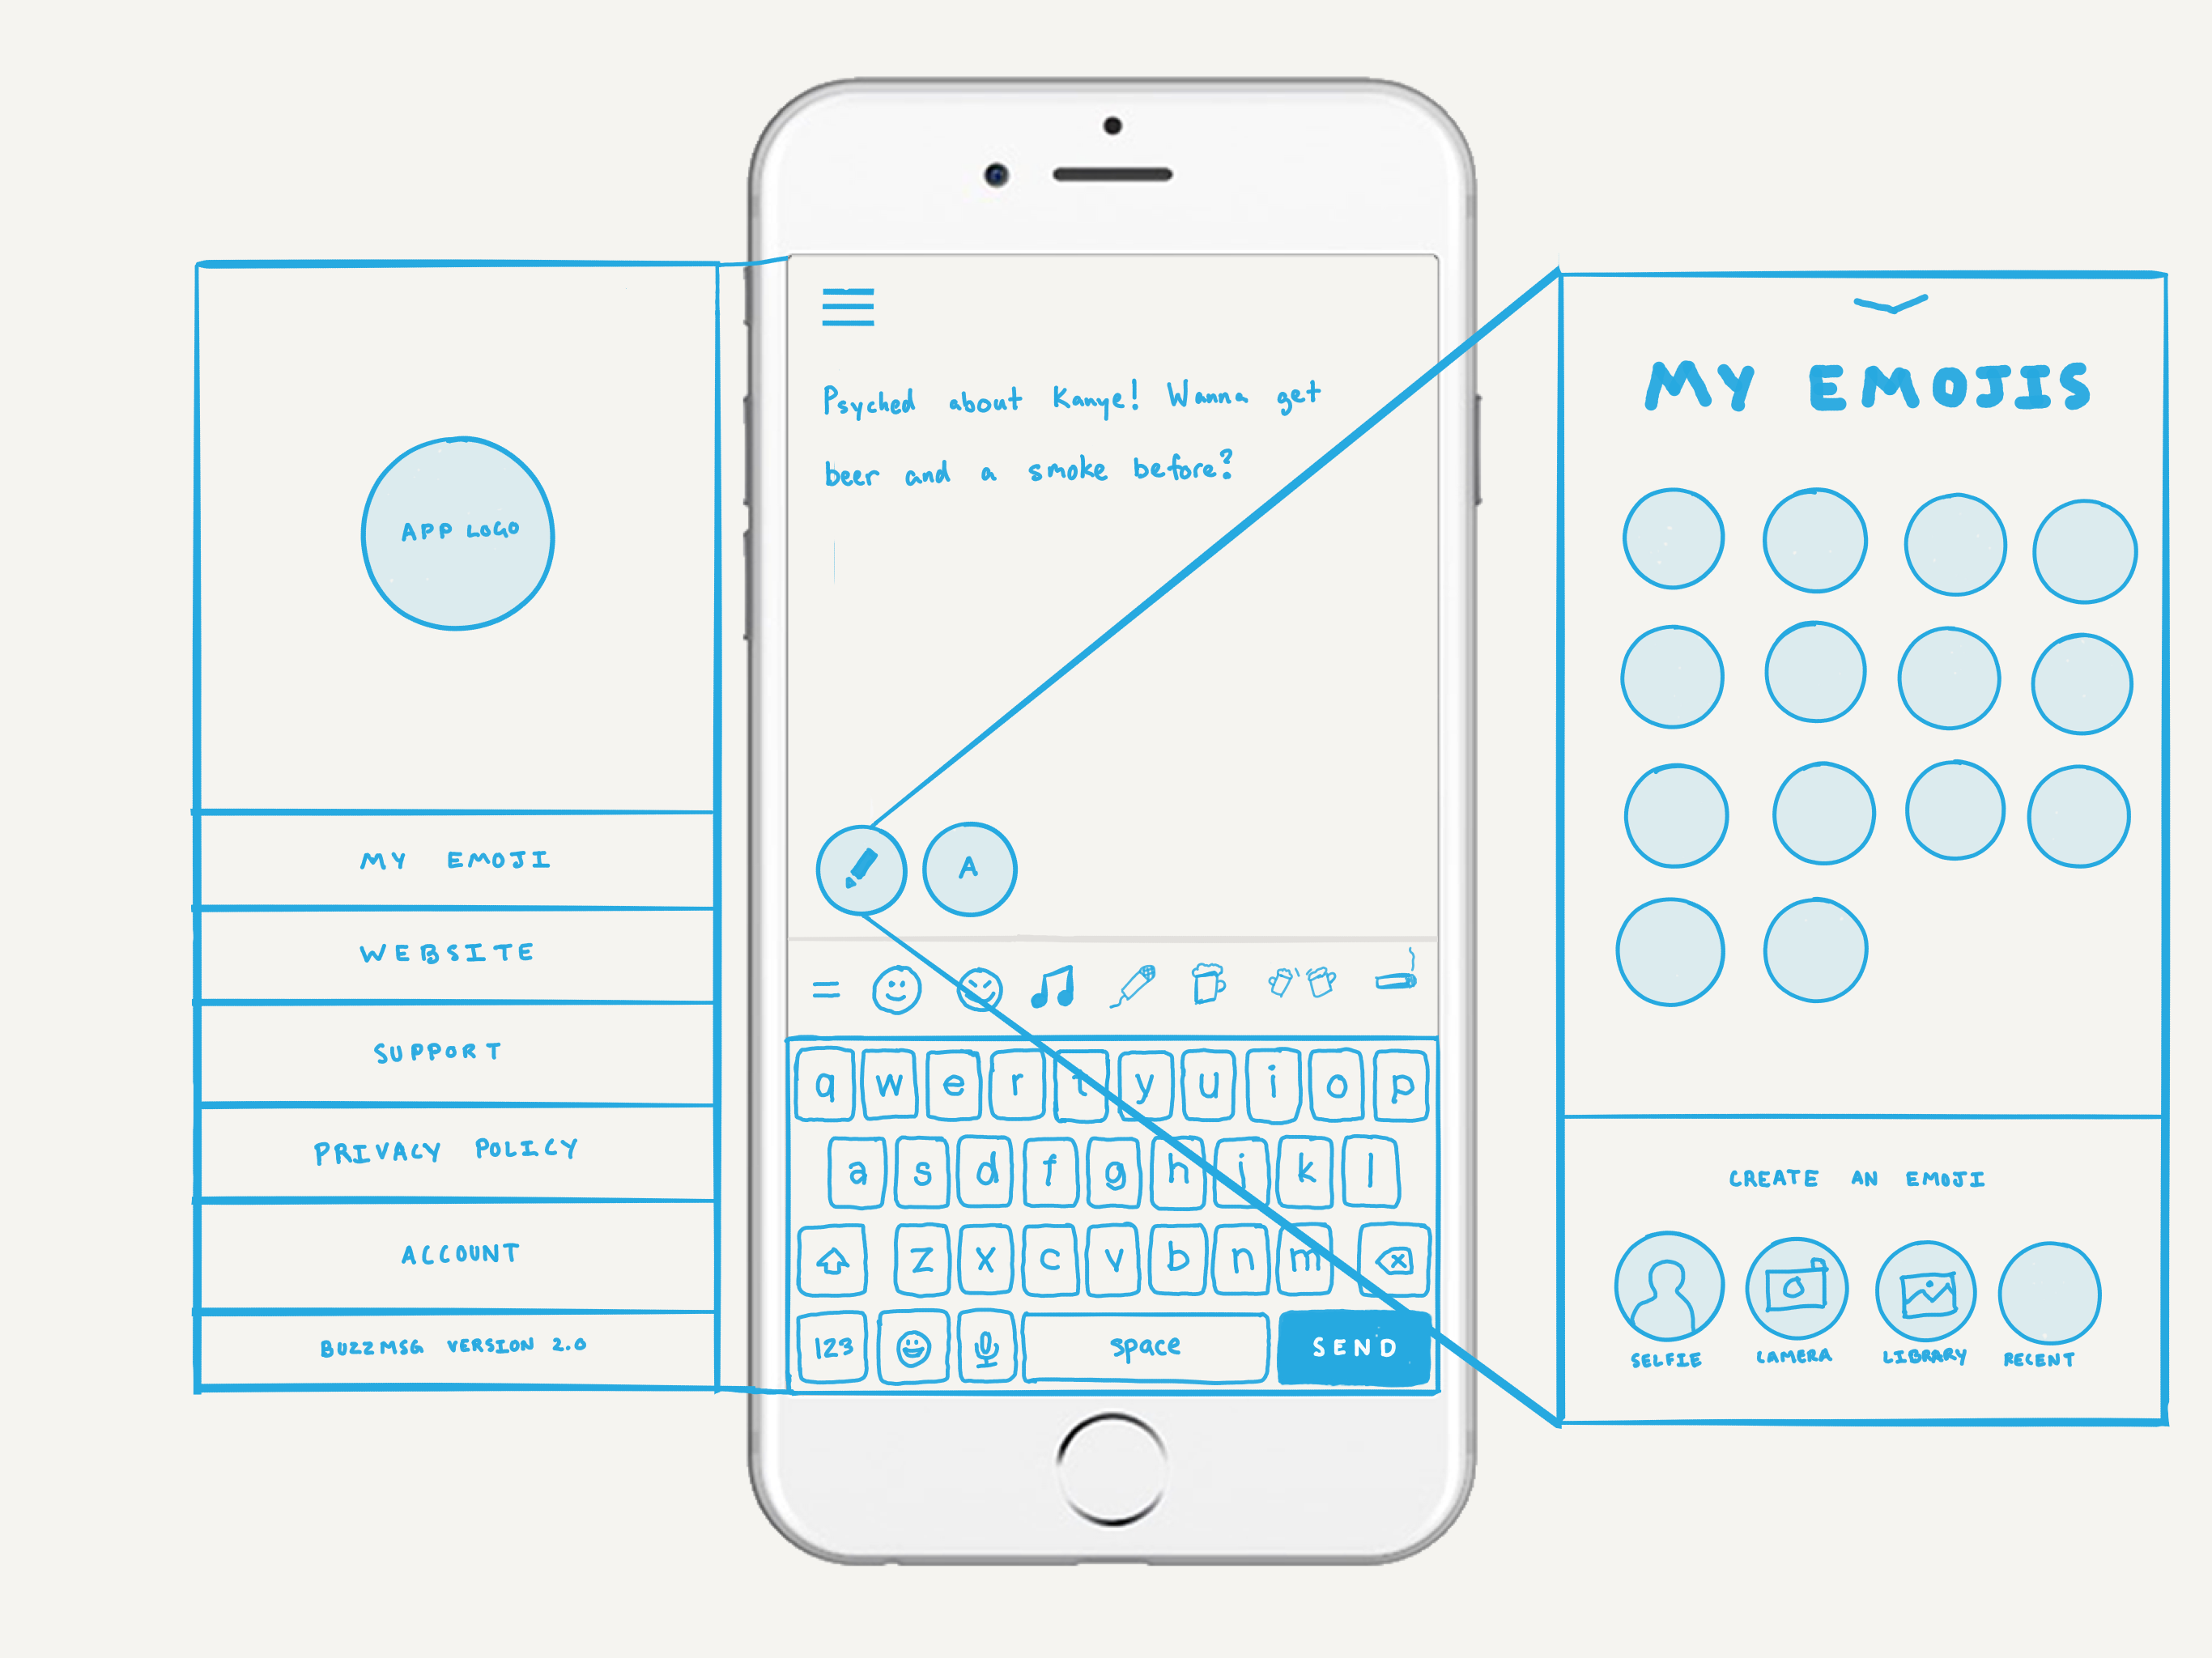 APP LOGO
MY EMOJI
WEBSITE
SUPPORT
PRIVACY POLICY
ACCOUNT
BUZZMSG VERSION 2.0
Psyched about Kanye! Wanna get
beer and a smoke before?
A
q w e r t y u i o p
a s d f g h j k l
z x c v b n m
123 space SEND
MY EMOJIS
CREATE AN EMOJI
SELFIE CAMERA LIBRARY RECENT